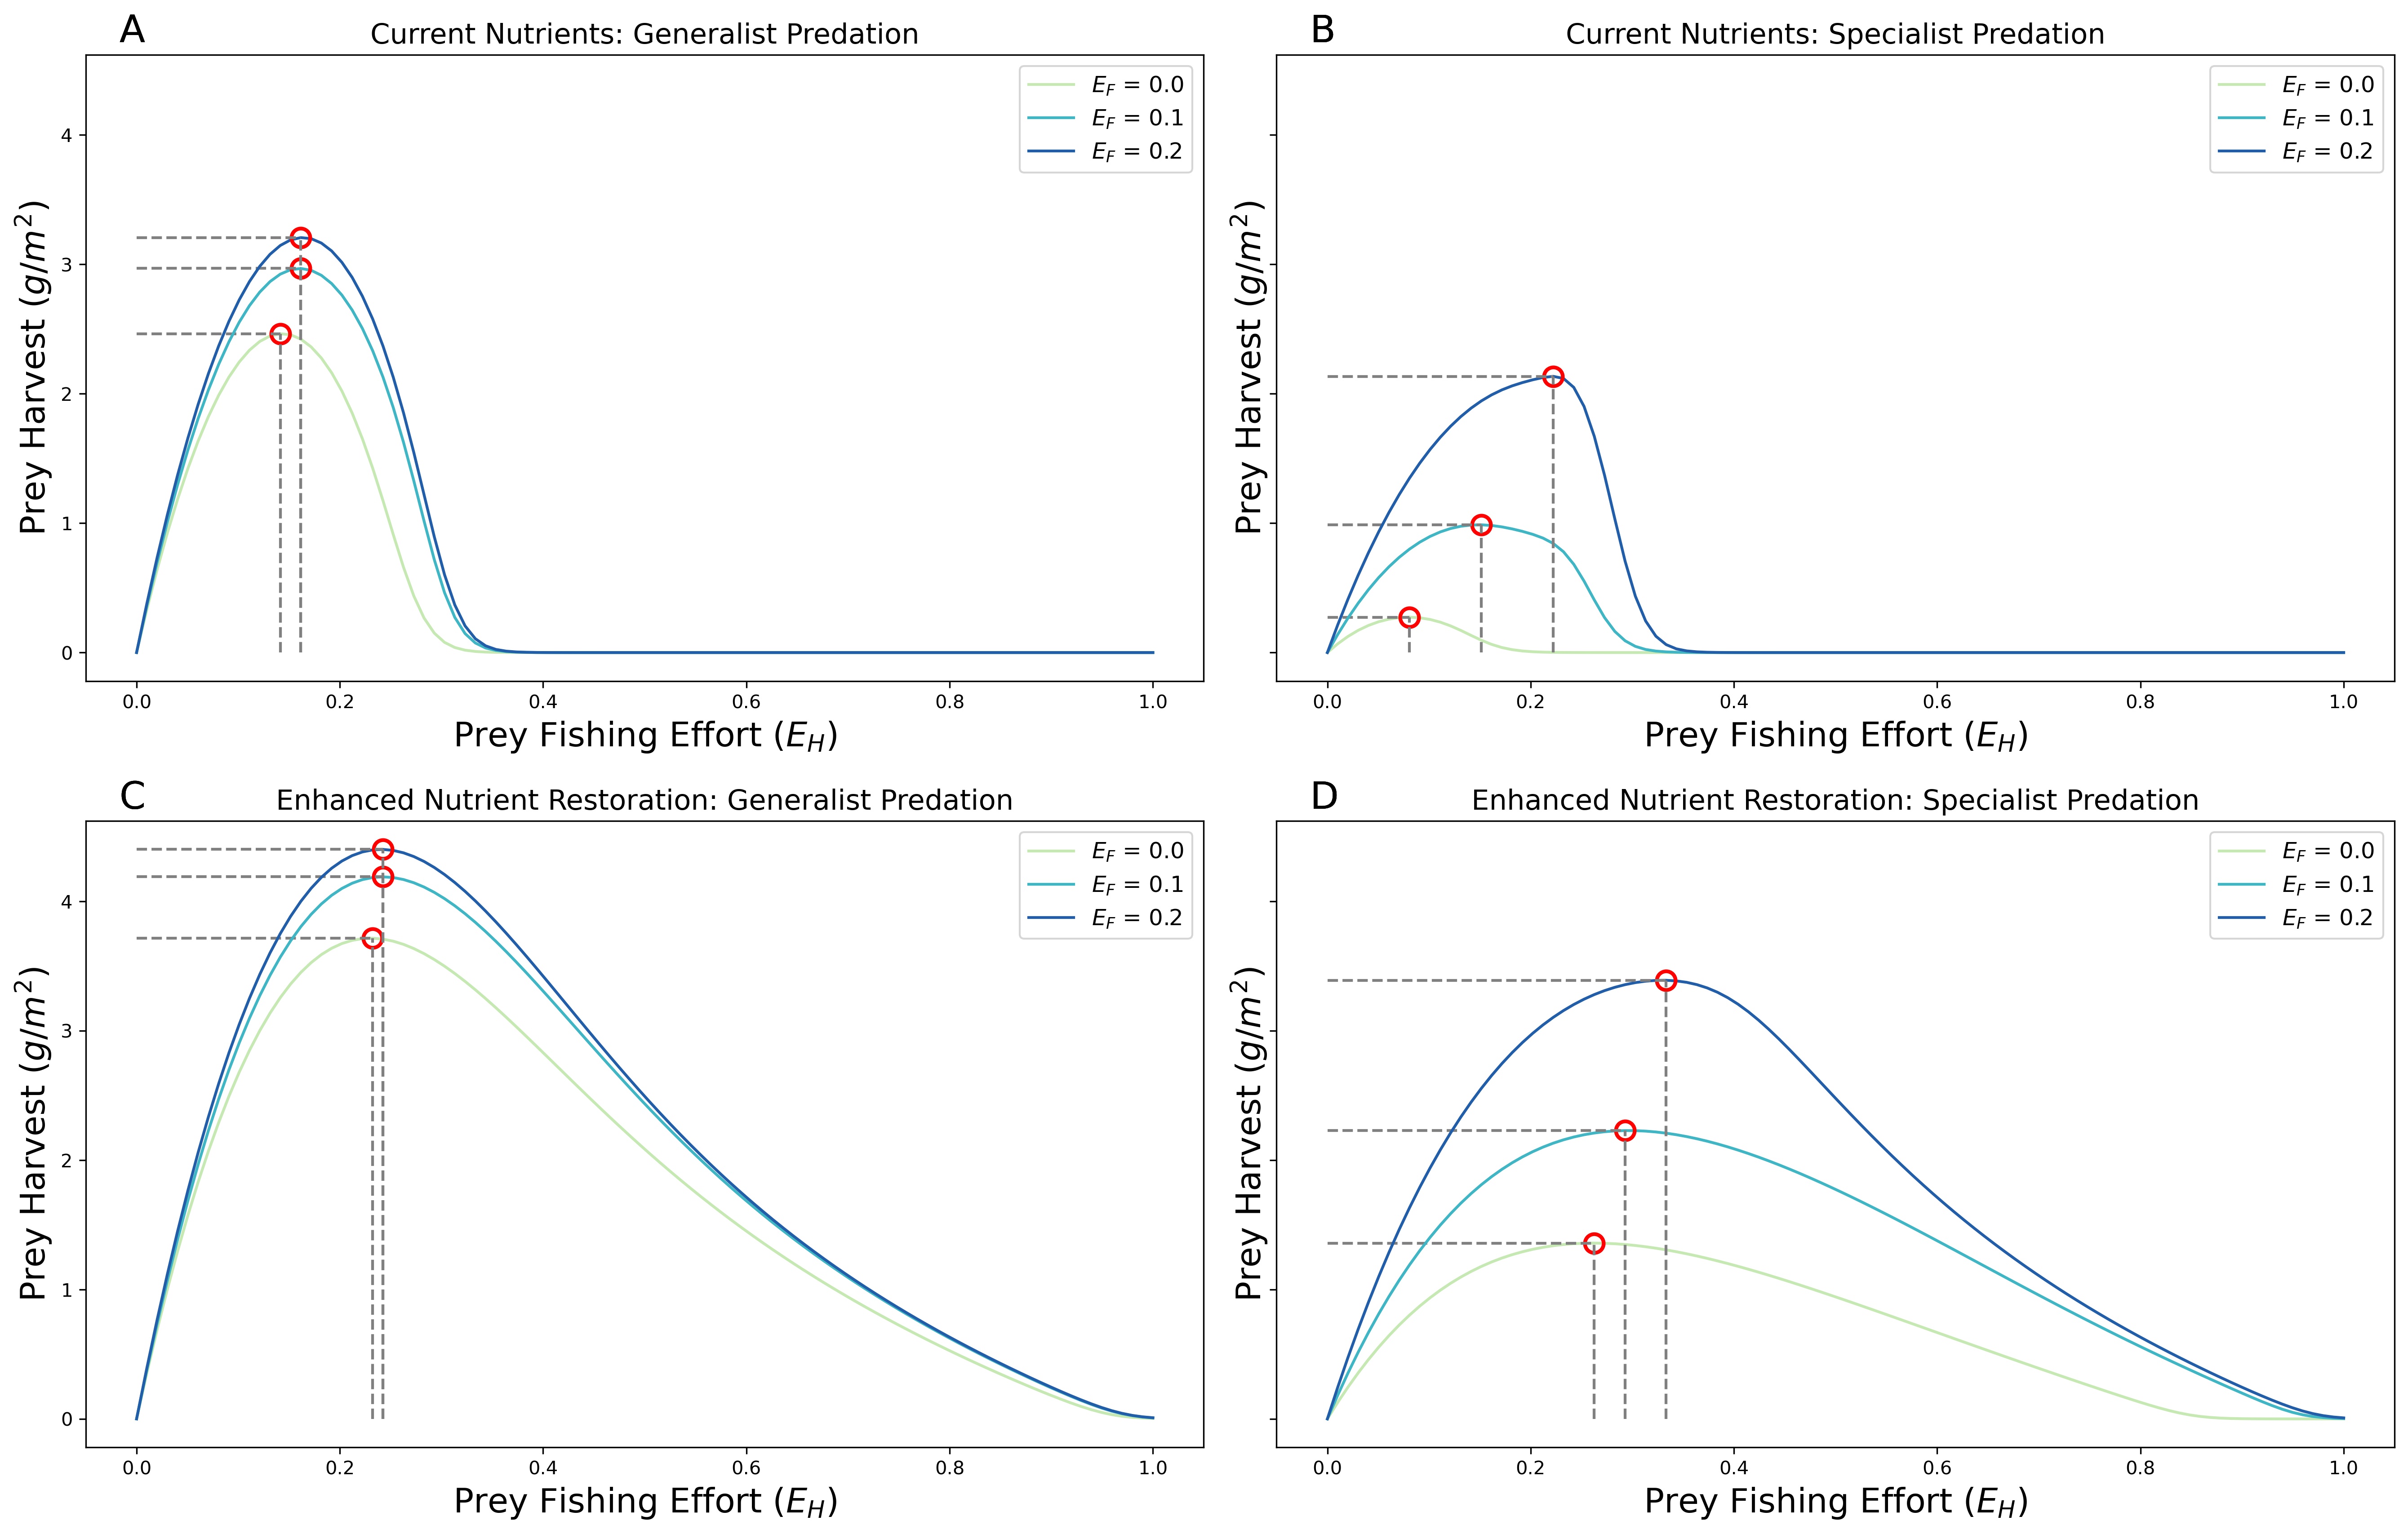 A
Current Nutrients: Generalist Predation
E_F = 0.0
E_F = 0.1
E_F = 0.2
Prey Harvest (g/m²)
4
3
2
1
0
0.0 0.2 0.4 0.6 0.8 1.0
Prey Fishing Effort (E_H)
B
Current Nutrients: Specialist Predation
E_F = 0.0
E_F = 0.1
E_F = 0.2
Prey Harvest (g/m²)
0.0 0.2 0.4 0.6 0.8 1.0
Prey Fishing Effort (E_H)
C
Enhanced Nutrient Restoration: Generalist Predation
E_F = 0.0
E_F = 0.1
E_F = 0.2
Prey Harvest (g/m²)
4
3
2
1
0
0.0 0.2 0.4 0.6 0.8 1.0
Prey Fishing Effort (E_H)
D
Enhanced Nutrient Restoration: Specialist Predation
E_F = 0.0
E_F = 0.1
E_F = 0.2
Prey Harvest (g/m²)
0.0 0.2 0.4 0.6 0.8 1.0
Prey Fishing Effort (E_H)